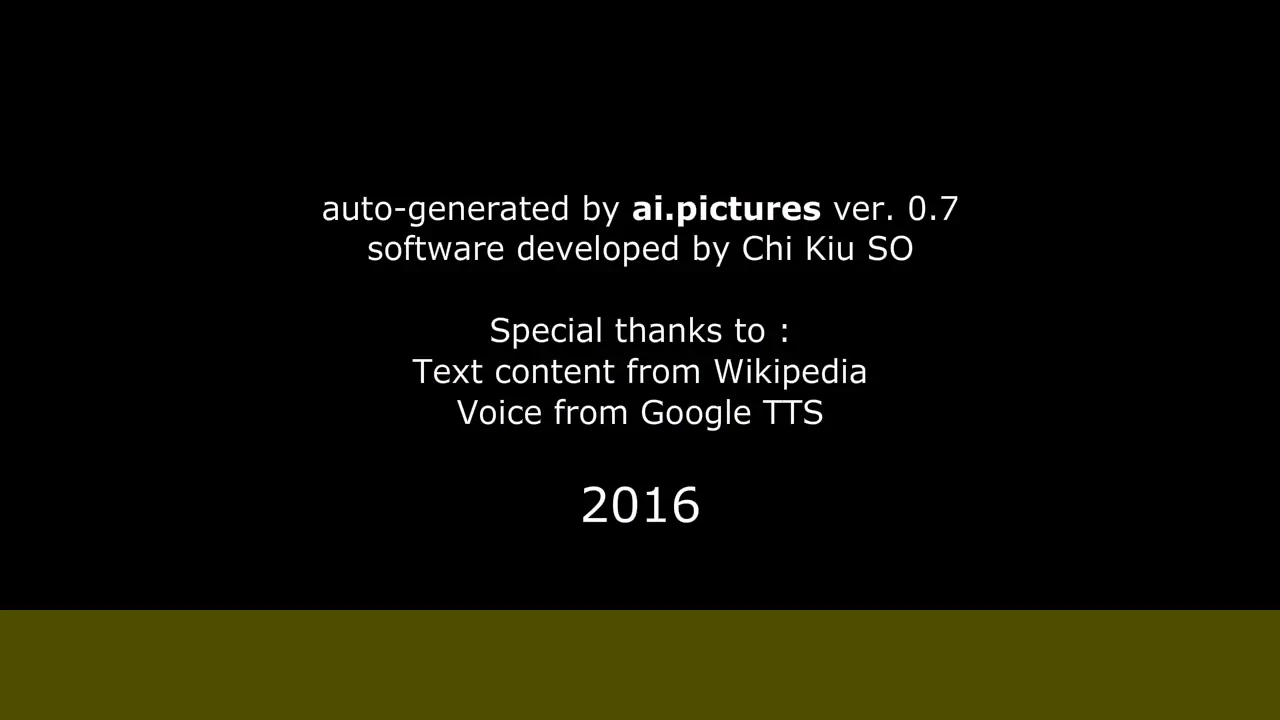 auto-generated by ai.pictures ver. 0.7
software developed by Chi Kiu SO
Special thanks to :
Text content from Wikipedia
Voice from Google TTS
2016